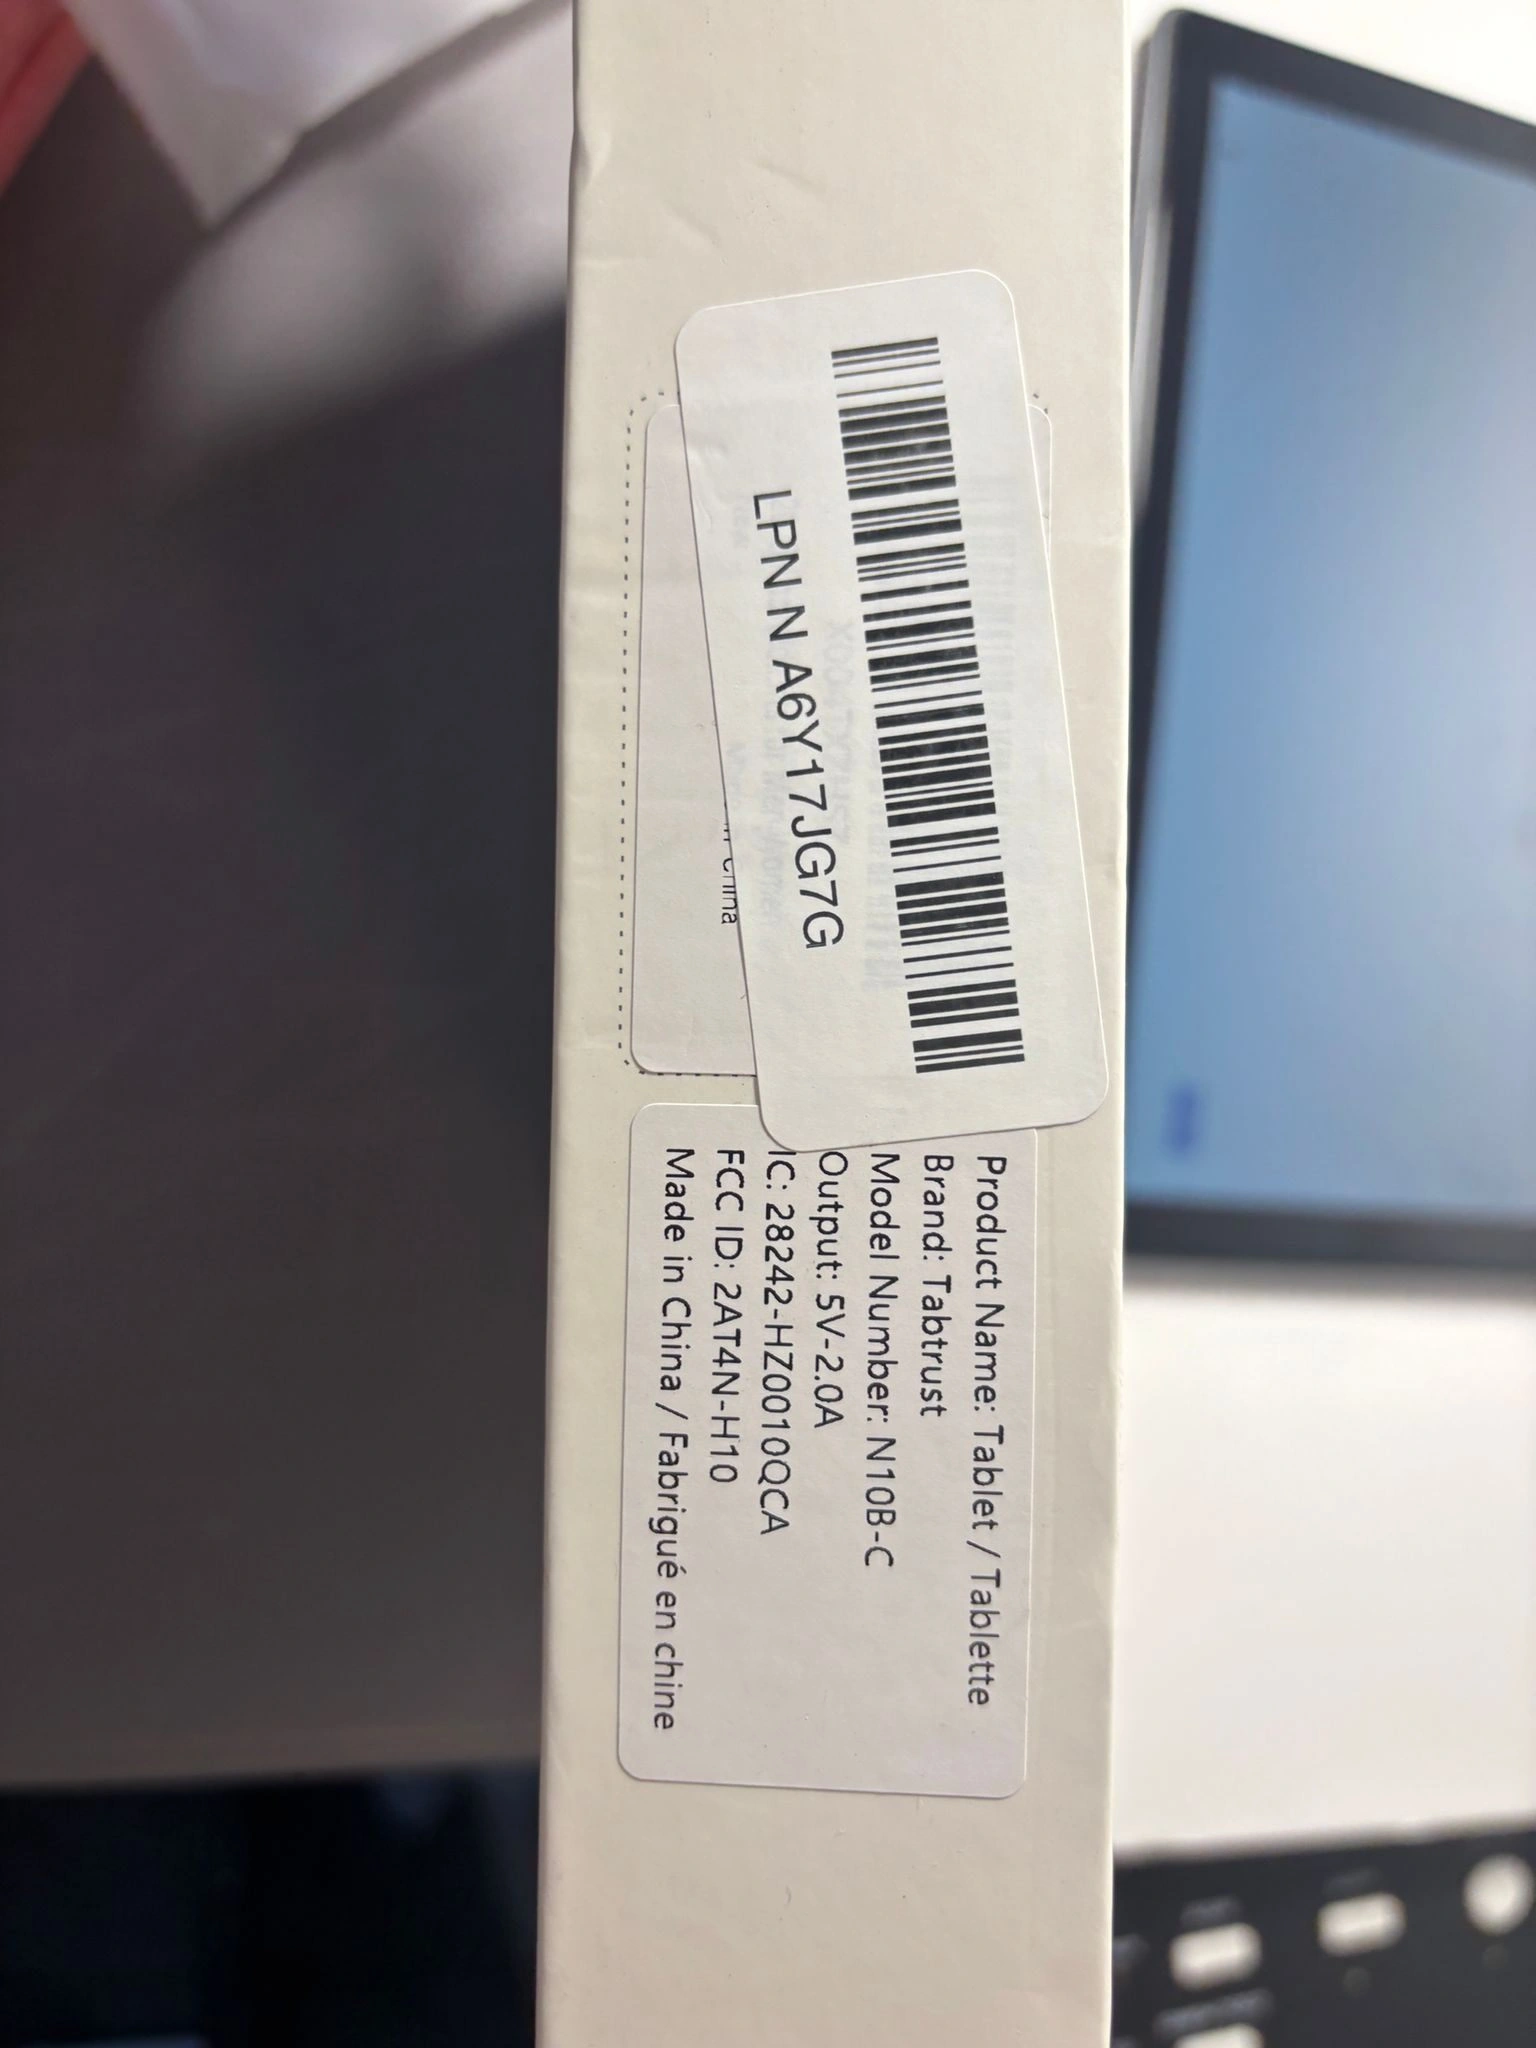 LPN N A6Y17JG7G
China
Product Name: Tablet / Tablette
Brand: Tabtrust
Model Number: N10B-C
Output: 5V-2.0A
IC: 28242-HZ0010QCA
FCC ID: 2AT4N-H10
Made in China / Fabriqué en chine